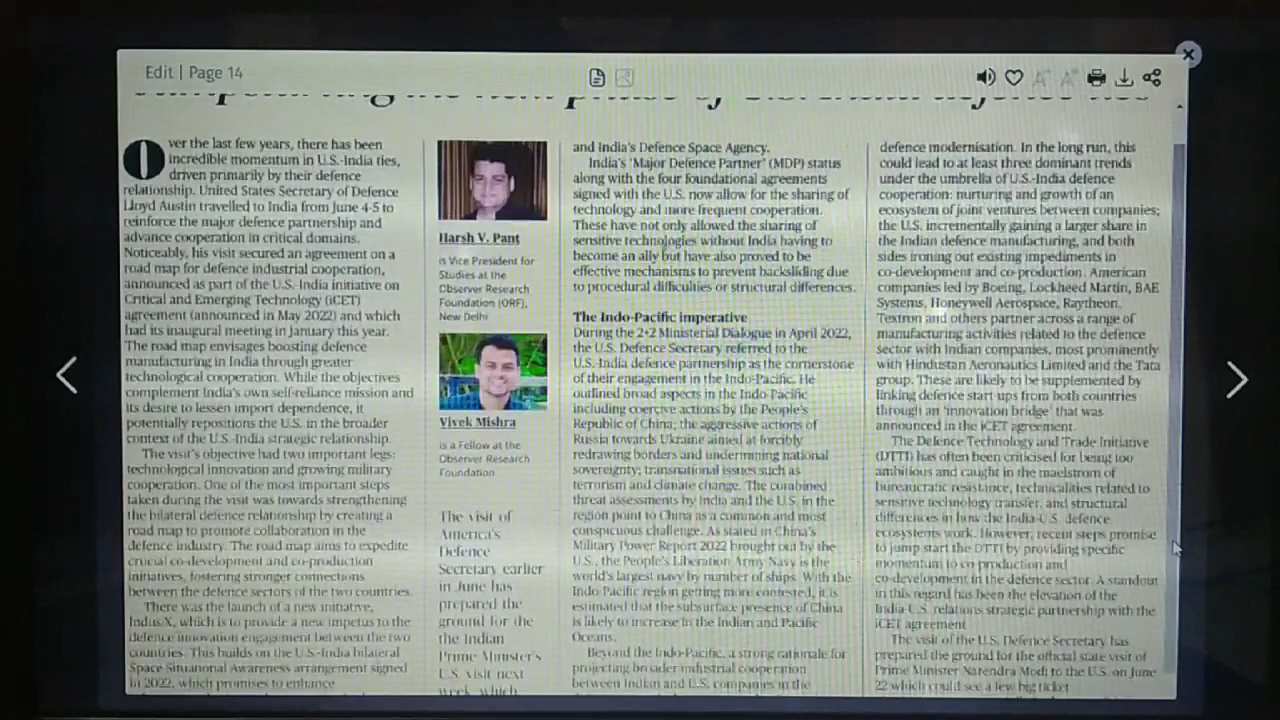 Edit | Page 14
Over the last few years, there has been
incredible momentum in U.S.-India ties,
driven primarily by their defence
relationship. United States Secretary of Defence
Lloyd Austin travelled to India from June 4-5 to
reinforce the major defence partnership and
advance cooperation in critical domains.
Noticeably, his visit secured an agreement on a
road map for defence industrial cooperation,
announced as part of the U.S.-India initiative on
Critical and Emerging Technology (iCET)
agreement (announced in May 2022) and which
had its inaugural meeting in January this year.
The road map envisages boosting defence
manufacturing in India through greater
technological cooperation. While the objectives
complement India's own self-reliance mission and
its desire to lessen import dependence, it
potentially repositions the U.S. in the broader
context of the U.S.-India strategic relationship.
The visit's objective had two important legs:
technological innovation and growing military
cooperation. One of the most important steps
taken during the visit was towards strengthening
the bilateral defence relationship by creating a
road map to promote collaboration in the
defence industry. The road map aims to expedite
crucial co-development and co-production
initiatives, fostering stronger connections
between the defence sectors of the two countries.
There was the launch of a new initiative,
Indus-X, which is to provide a new impetus to the
defence innovation engagement between the two
countries. This builds on the U.S.-India bilateral
Space Situational Awareness arrangement signed
in 2022, which promises to enhance
Harsh V. Pant
is Vice President for
Studies at the
Observer Research
Foundation (ORF),
New Delhi
Vivek Mishra
is a Fellow at the
Observer Research
Foundation
The visit of
America's
Defence
Secretary earlier
in June has
prepared the
ground for the
the Indian
Prime Minister's
U.S. visit next
week which
and India's Defence Space Agency.
India's 'Major Defence Partner' (MDP) status
along with the four foundational agreements
signed with the U.S. now allow for the sharing of
technology and more frequent cooperation.
These have not only allowed the sharing of
sensitive technologies without India having to
become an ally but have also proved to be
effective mechanisms to prevent backsliding due
to procedural difficulties or structural differences.
The Indo-Pacific imperative
During the 2+2 Ministerial Dialogue in April 2022,
the U.S. Defence Secretary referred to the
U.S.-India defence partnership as the cornerstone
of their engagement in the Indo-Pacific. He
outlined broad aspects in the Indo-Pacific
including coercive actions by the People's
Republic of China; the aggressive actions of
Russia towards Ukraine aimed at forcibly
redrawing borders and undermining national
sovereignty; transnational issues such as
terrorism and climate change. The combined
threat assessments by India and the U.S. in the
region point to China as a common and most
conspicuous challenge. As stated in China's
Military Power Report 2022 brought out by the
U.S., the People's Liberation Army Navy is the
world's largest navy by number of ships. With the
Indo-Pacific region getting more contested, it is
estimated that the subsurface presence of China
is likely to increase in the Indian and Pacific
Oceans.
Beyond the Indo-Pacific, a strong rationale for
projecting broader industrial cooperation
between Indian and U.S. companies in the
defence modernisation. In the long run, this
could lead to at least three dominant trends
under the umbrella of U.S.-India defence
cooperation: nurturing and growth of an
ecosystem of joint ventures between companies;
the U.S. incrementally gaining a larger share in
the Indian defence manufacturing, and both
sides ironing out existing impediments in
co-development and co-production. American
companies led by Boeing, Lockheed Martin, BAE
Systems, Honeywell Aerospace, Raytheon,
Textron and others partner across a range of
manufacturing activities related to the defence
sector with Indian companies, most prominently
with Hindustan Aeronautics Limited and the Tata
group. These are likely to be supplemented by
linking defence start-ups from both countries
through an 'innovation bridge' that was
announced in the iCET agreement.
The Defence Technology and Trade Initiative
(DTTI) has often been criticised for being too
ambitious and caught in the maelstrom of
bureaucratic resistance, technicalities related to
sensitive technology transfer, and structural
differences in how the India-U.S. defence
ecosystems work. However, recent steps promise
to jump start the DTTI by providing specific
momentum to co-production and
co-development in the defence sector. A standout
in this regard has been the elevation of the
India-U.S. relations strategic partnership with the
iCET agreement
The visit of the U.S. Defence Secretary has
prepared the ground for the official state visit of
Prime Minister Narendra Modi to the U.S. on June
22 which could see a few big ticket